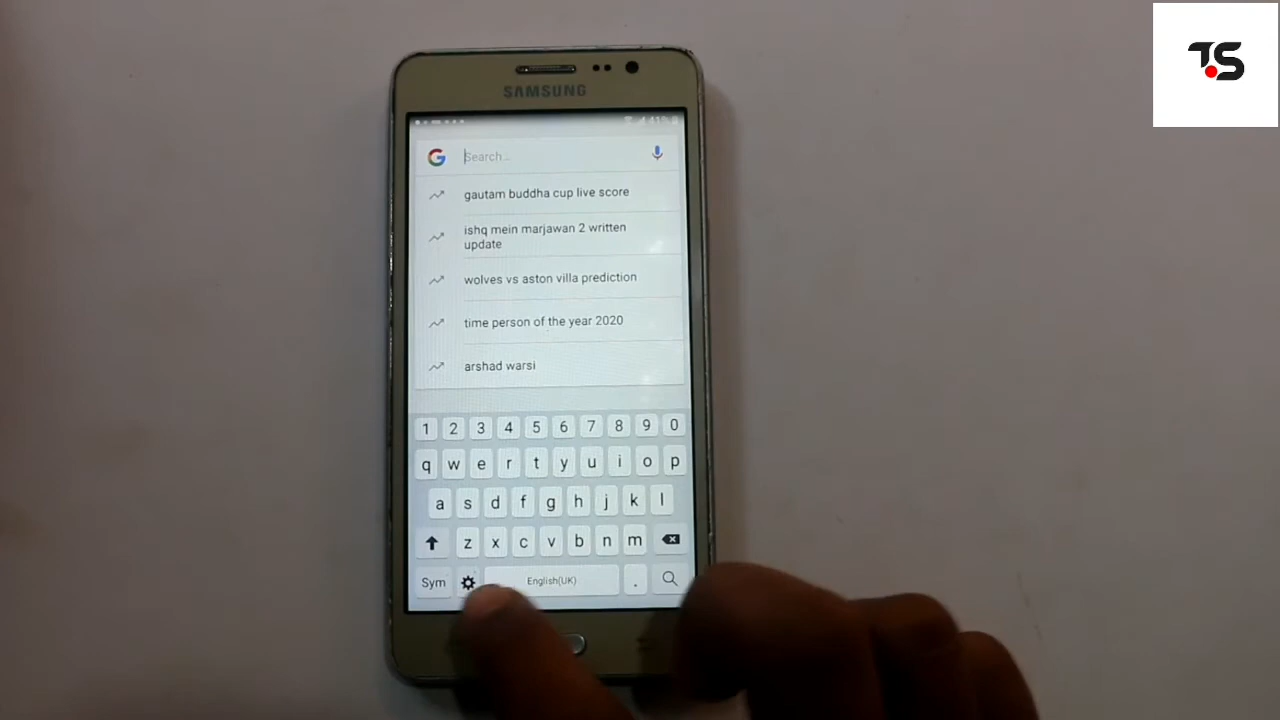 T.S
SAMSUNG
41%
Search...
gautam buddha cup live score
ishq mein marjawan 2 written
update
wolves vs aston villa prediction
time person of the year 2020
arshad warsi
1 2 3 4 5 6 7 8 9 0
q w e r t y u i o p
a s d f g h j k l
z x c v b n m
Sym English(UK) .